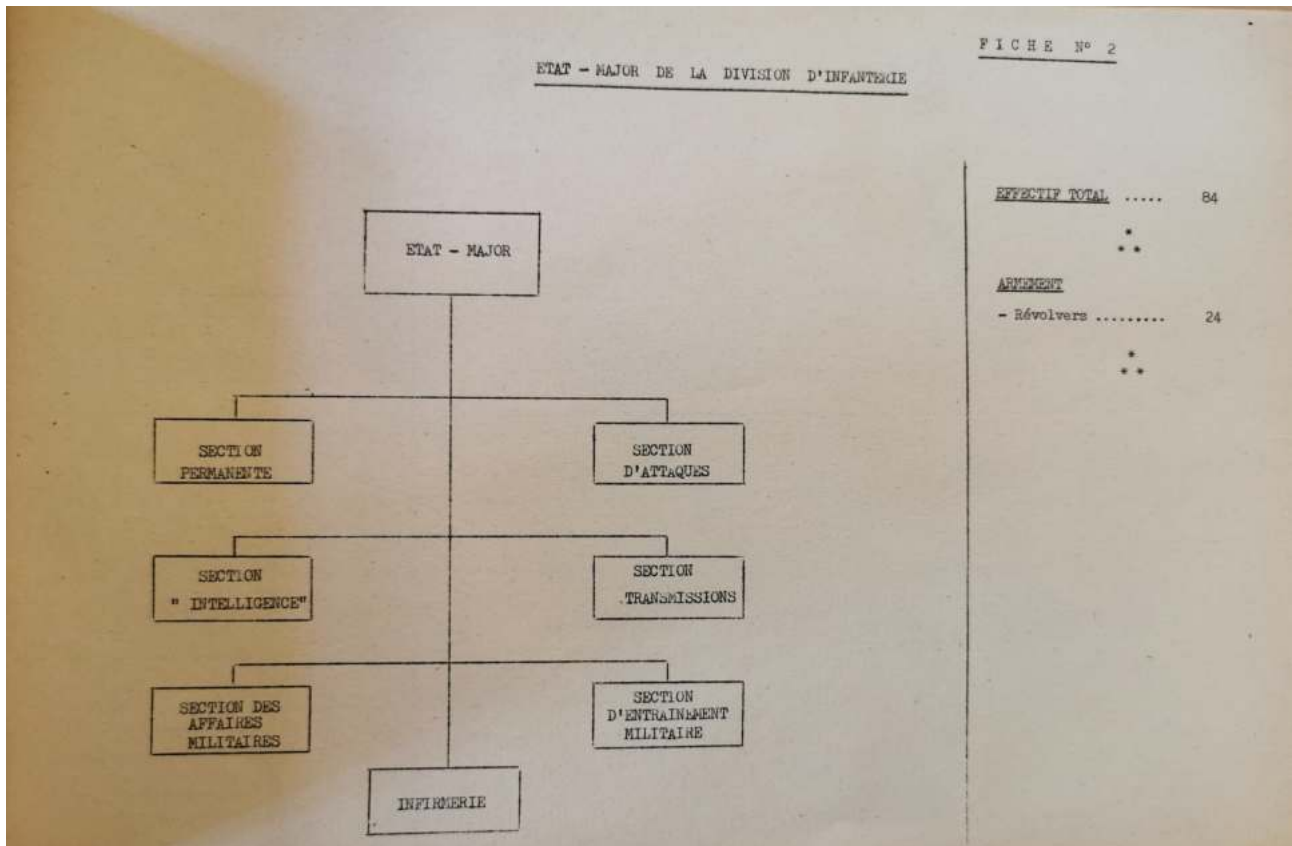 FICHE Nº 2
ETAT - MAJOR DE LA DIVISION D'INFANTERIE
ETAT - MAJOR
SECTION
PERMANENTE
SECTION
D'ATTAQUES
SECTION
" INTELLIGENCE"
SECTION
.TRANSMISSIONS
SECTION DES
AFFAIRES
MILITAIRES
SECTION
D'ENTRAINEMENT
MILITAIRE
INFIRMERIE
EFFECTIF TOTAL ..... 84
*
* *
ARMEMENT
- Révolvers ......... 24
*
* *